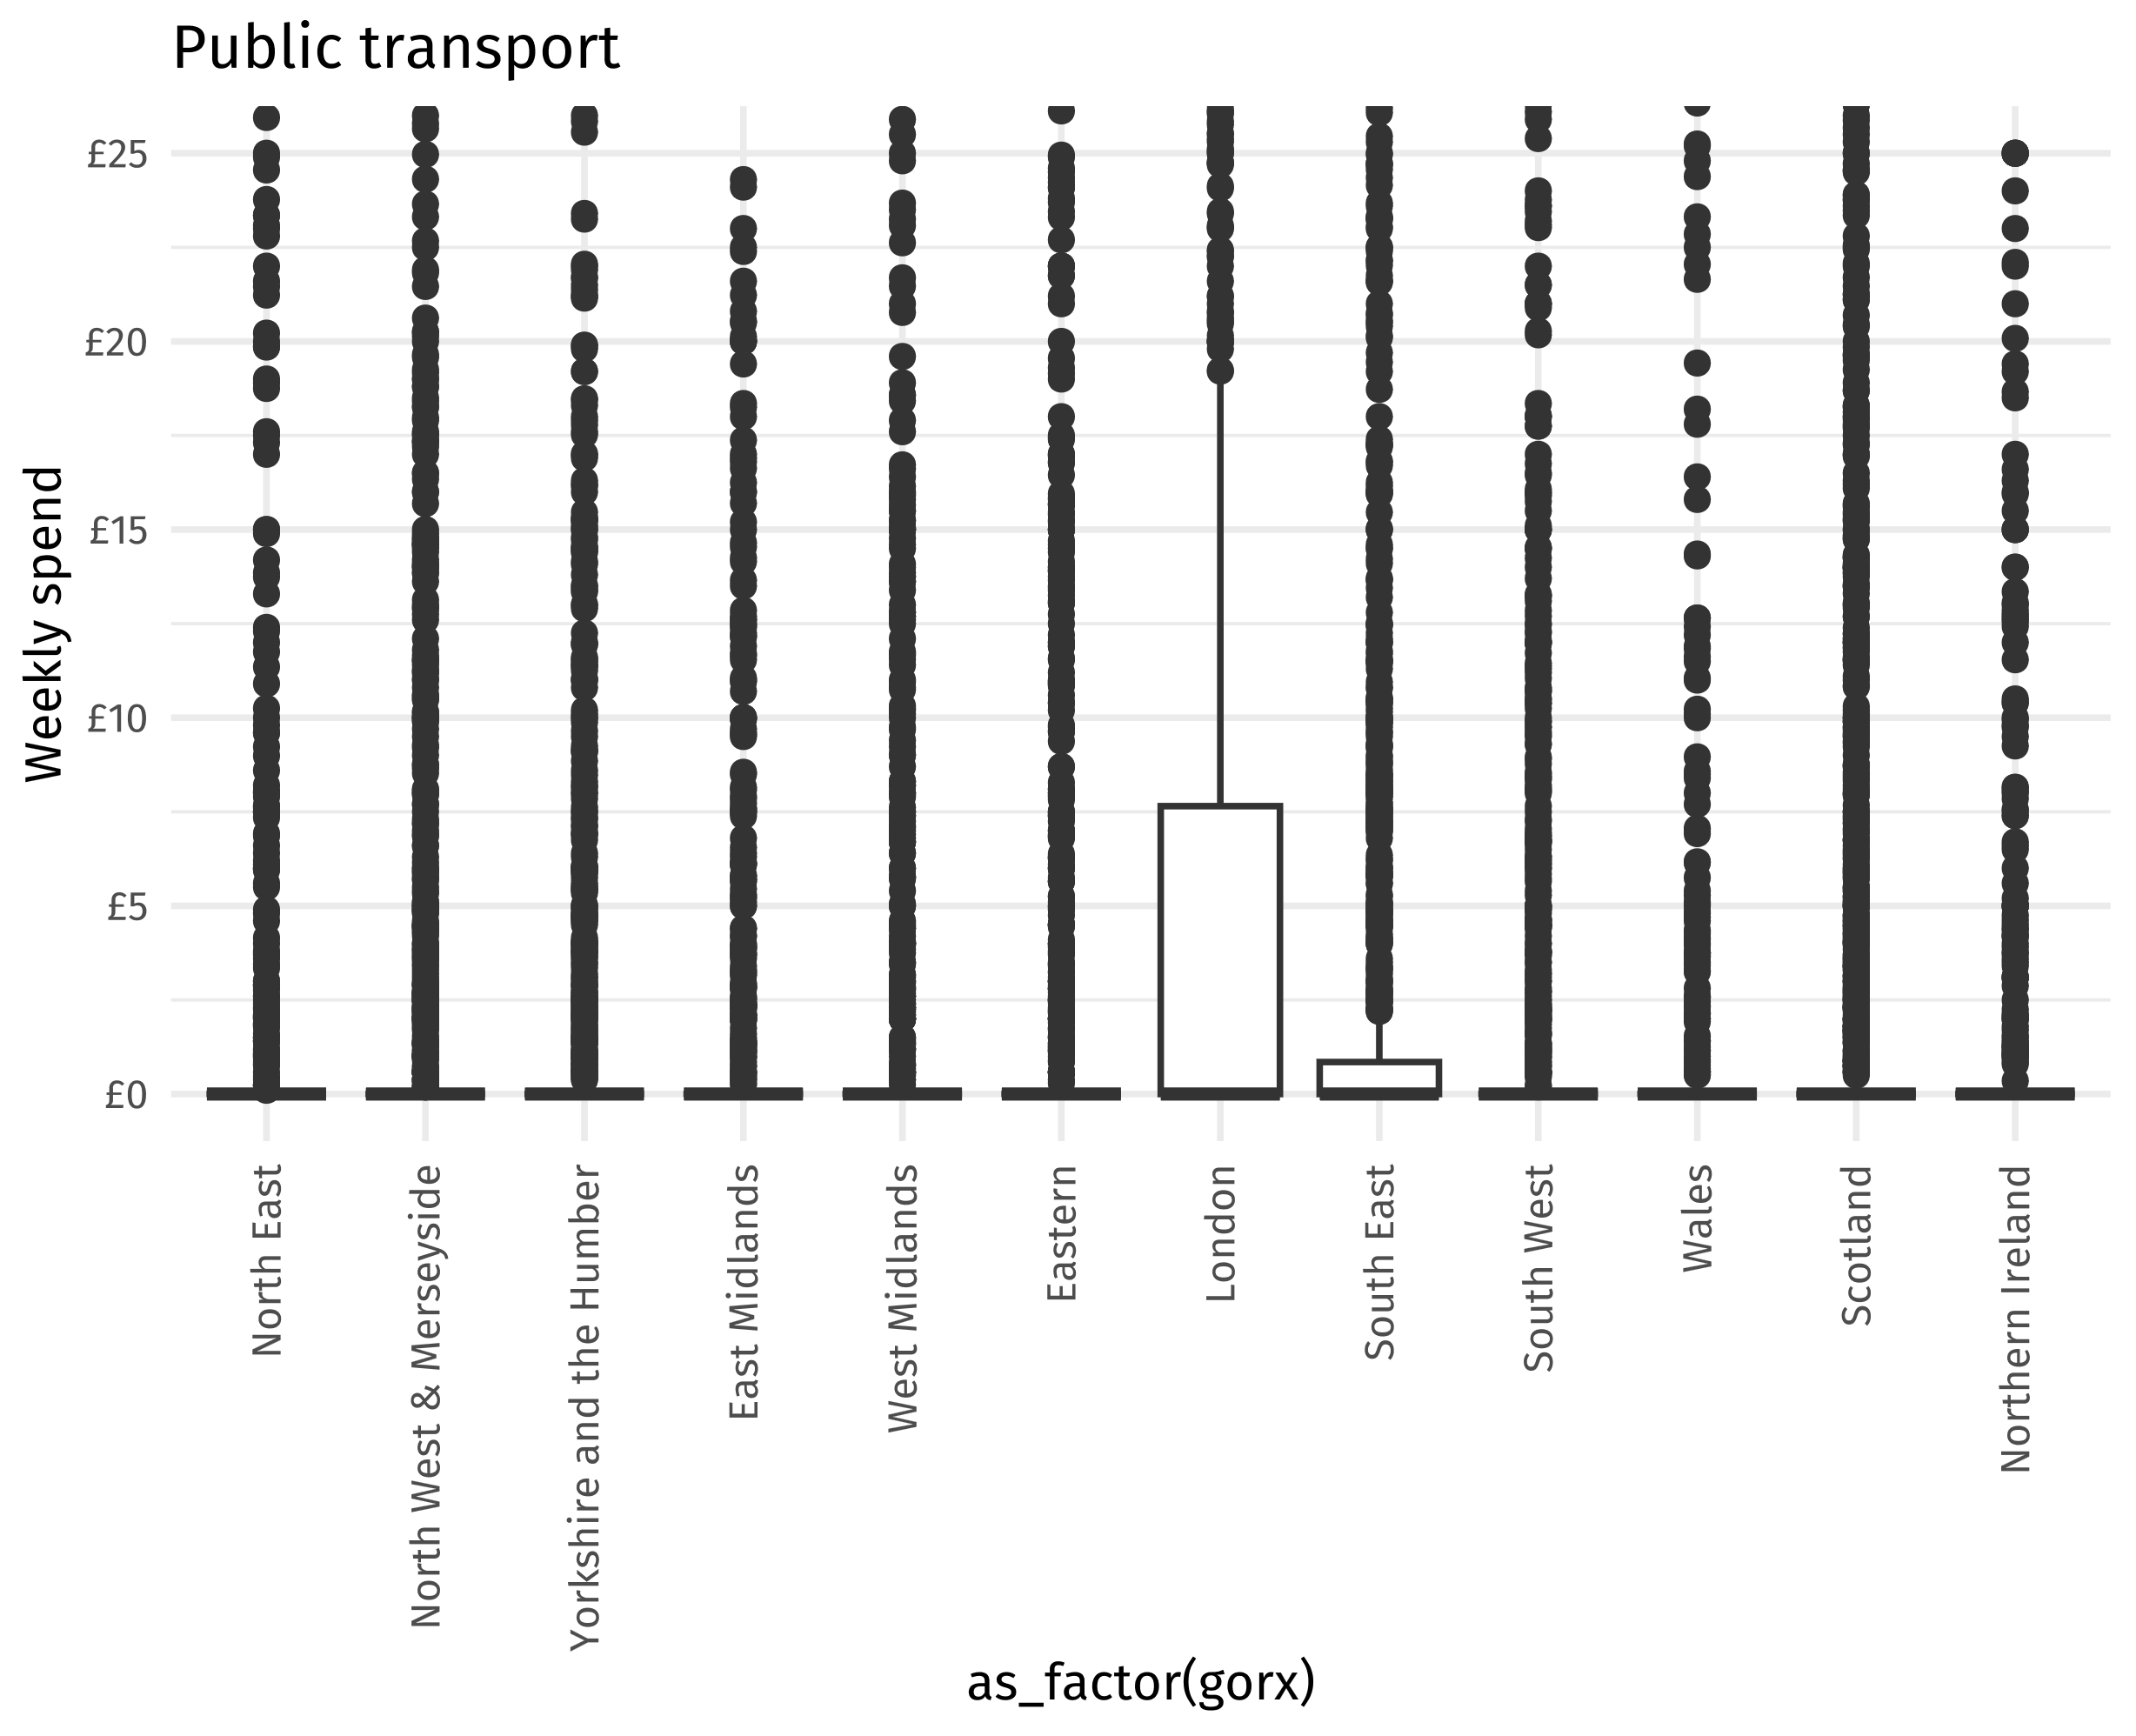 Public transport
Weekly spend
£25
£20
£15
£10
£5
£0
North East
North West & Merseyside
Yorkshire and the Humber
East Midlands
West Midlands
Eastern
London
South East
South West
Wales
Scotland
Northern Ireland
as_factor(gorx)